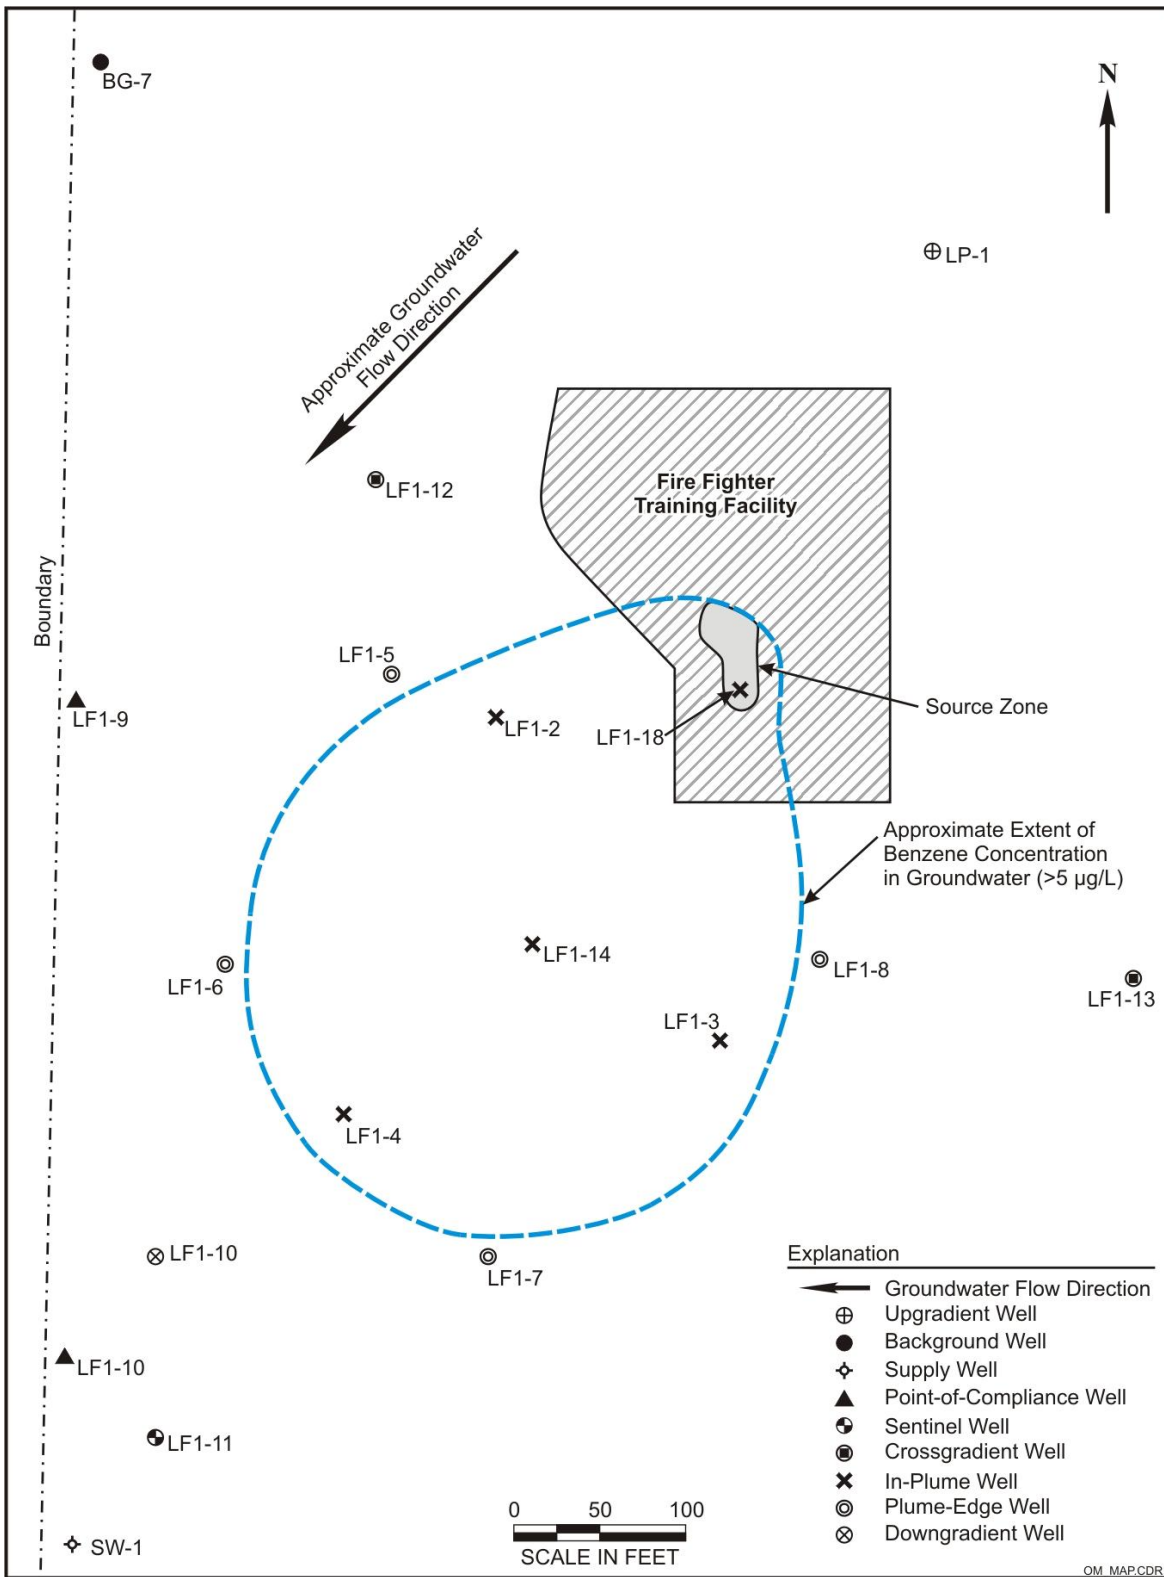 BG-7
N
LP-1
Approximate Groundwater
Flow Direction
LF1-12
Fire Fighter
Training Facility
Boundary
LF1-5
LF1-9
LF1-2
LF1-18
Source Zone
Approximate Extent of
Benzene Concentration
in Groundwater (>5 µg/L)
LF1-14
LF1-6
LF1-8
LF1-13
LF1-3
LF1-4
LF1-10
LF1-7
LF1-10
LF1-11
SW-1
0 50 100
SCALE IN FEET
Explanation
Groundwater Flow Direction
Upgradient Well
Background Well
Supply Well
Point-of-Compliance Well
Sentinel Well
Crossgradient Well
In-Plume Well
Plume-Edge Well
Downgradient Well
OM_MAP.CDR